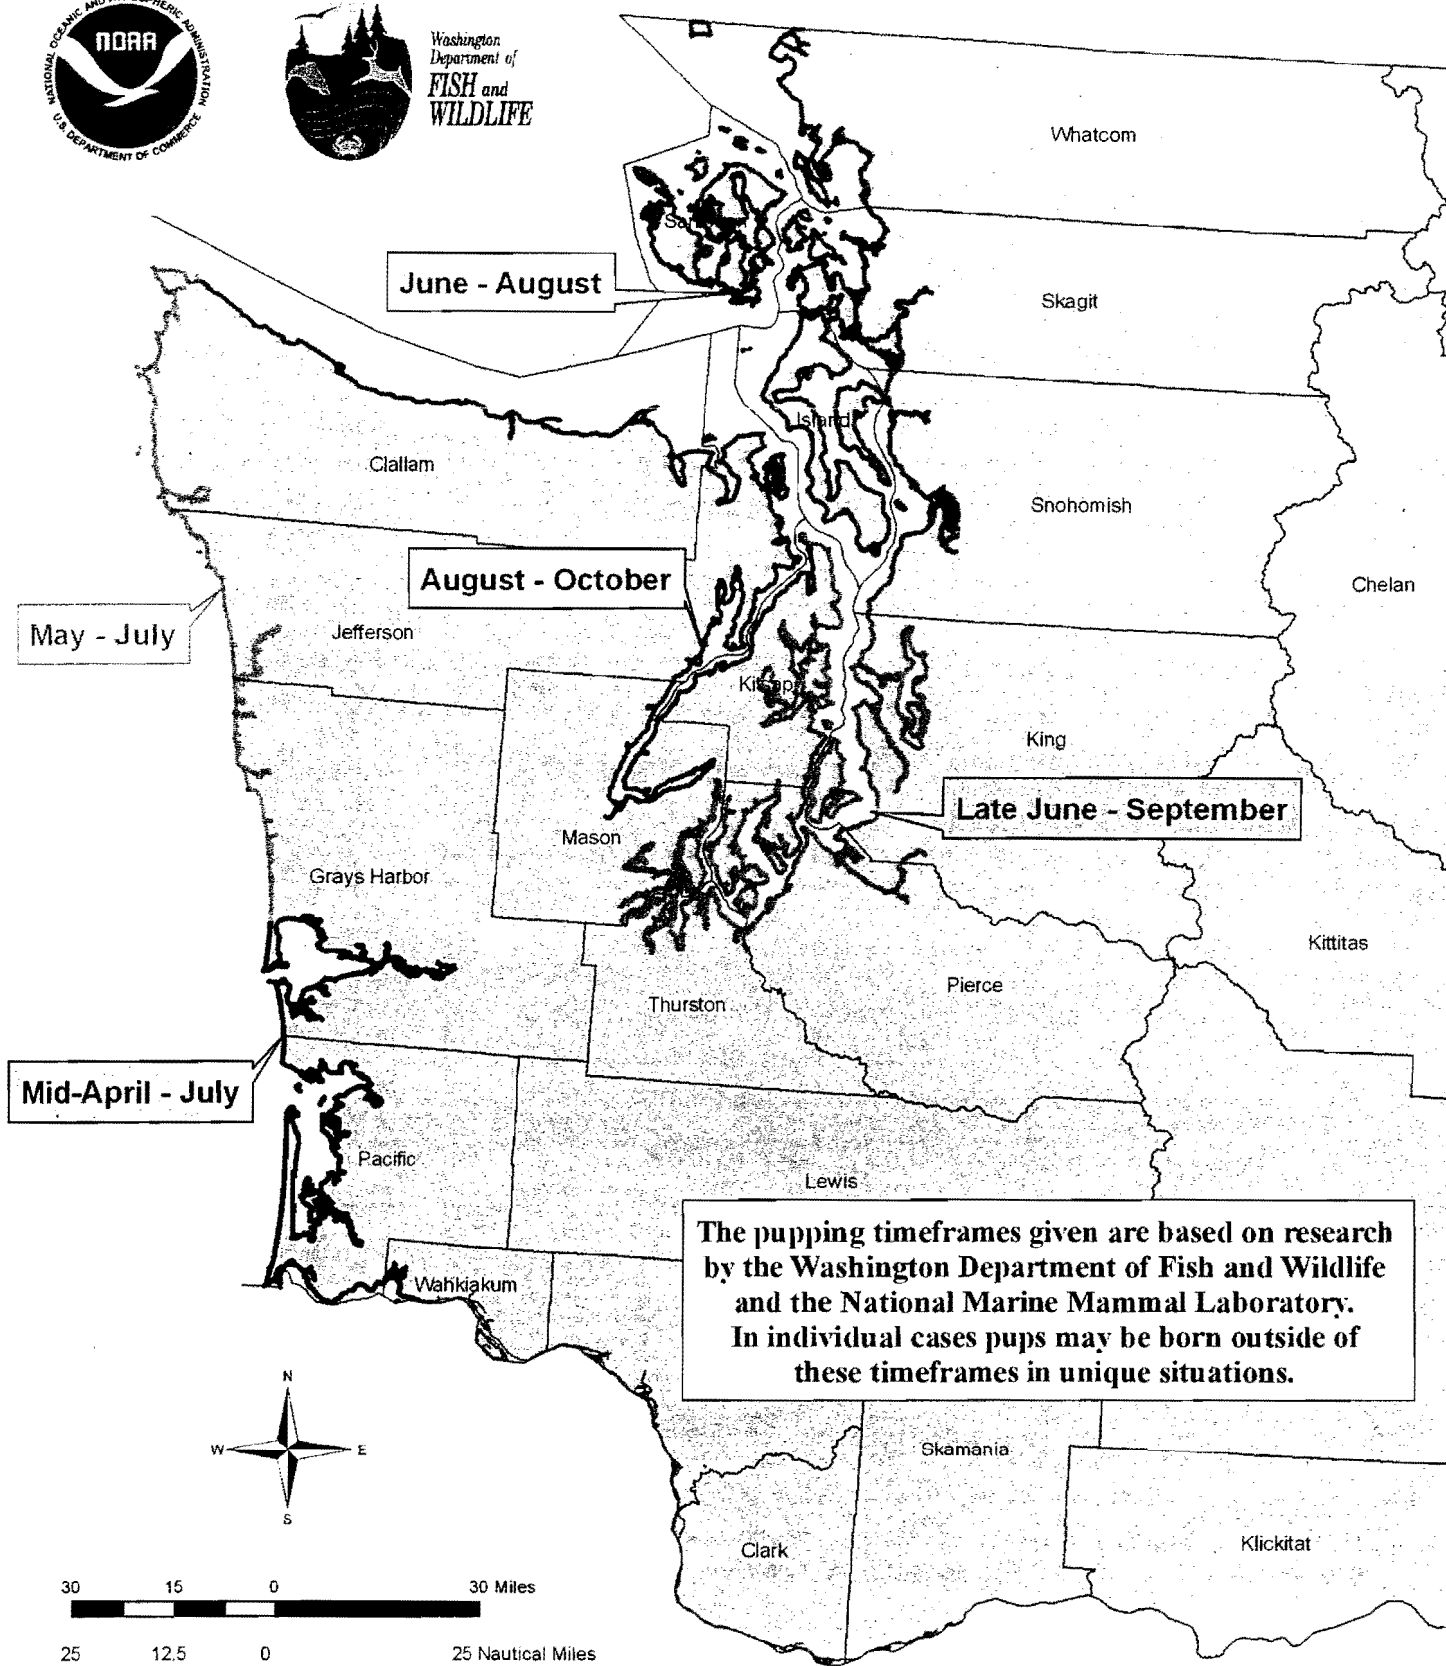 NATIONAL OCEANIC AND ATMOSPHERIC ADMINISTRATION
NOAA
U.S. DEPARTMENT OF COMMERCE
Washington
Department of
FISH and
WILDLIFE
Whatcom
San
June - August
Skagit
Island
Clallam
Snohomish
August - October
Chelan
May - July
Jefferson
Kitsap
King
Late June - September
Mason
Grays Harbor
Kittitas
Pierce
Thurston
Mid-April - July
Pacific
Lewis
The pupping timeframes given are based on research
by the Washington Department of Fish and Wildlife
and the National Marine Mammal Laboratory.
In individual cases pups may be born outside of
these timeframes in unique situations.
Wahkiakum
N
W E
S
Skamania
Clark
Klickitat
30 15 0 30 Miles
25 12.5 0 25 Nautical Miles